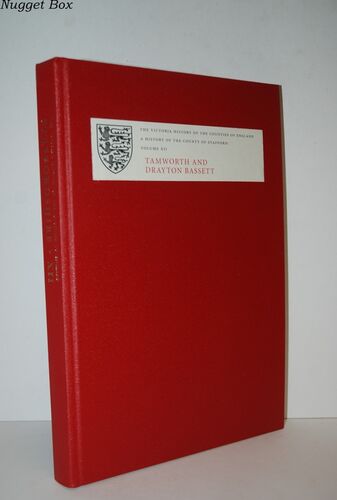 Nugget Box
THE VICTORIA HISTORY OF THE COUNTIES OF ENGLAND
A HISTORY OF THE COUNTY OF STAFFORD
VOLUME XII
TAMWORTH AND
DRAYTON BASSETT
XII